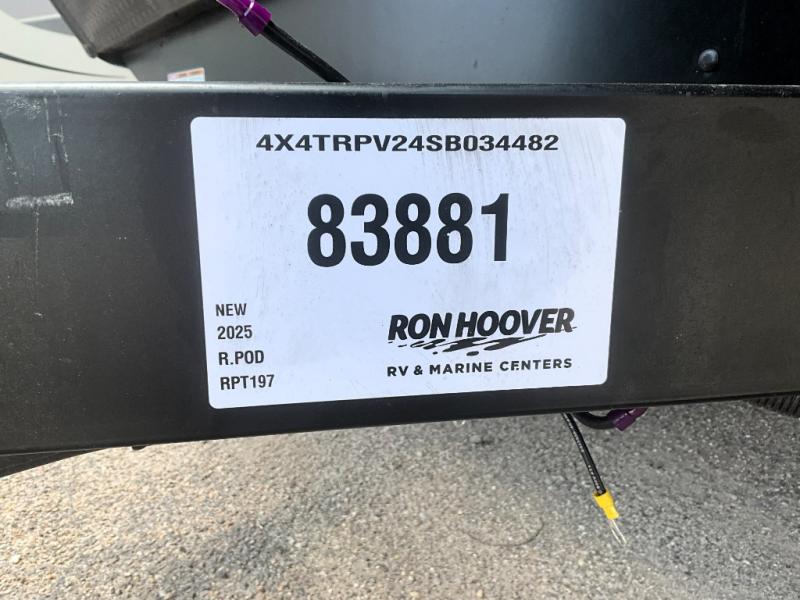 4X4TRPV24SB034482
83881
NEW
2025
R.POD
RPT197
RON HOOVER
RV & MARINE CENTERS